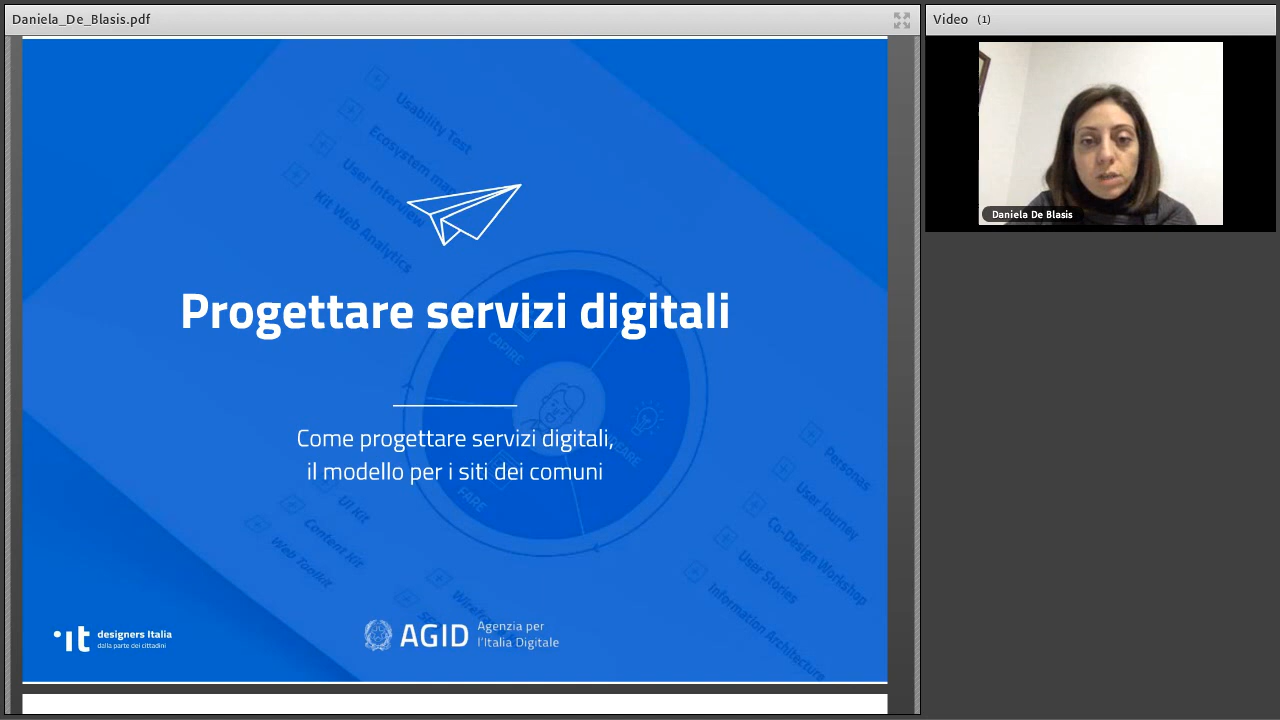 Daniela_De_Blasis.pdf
Video (1)
Usability Test
User Interview
Kit Web Analytics
Progettare servizi digitali
CAPIRE
Come progettare servizi digitali,
il modello per i siti dei comuni
FARE
Personas
User Journey
Co-Design Workshop
User Stories
Information Architecture
UI Kit
Content Kit
Web Toolkit
designers Italia
dalla parte dei cittadini
AGID
Agenzia per
l'Italia Digitale
Daniela De Blasis